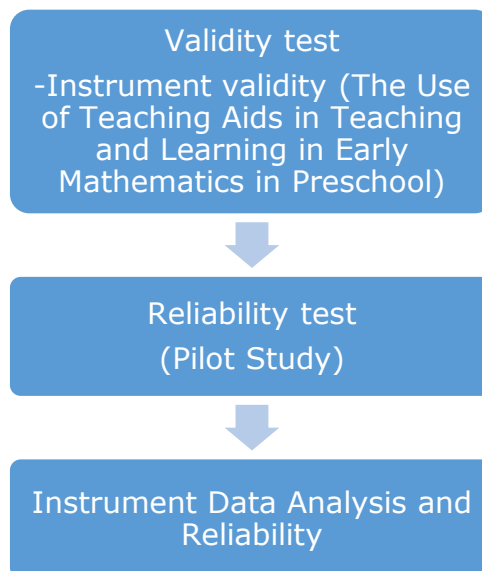 Validity test
-Instrument validity (The Use
of Teaching Aids in Teaching
and Learning in Early
Mathematics in Preschool)
Reliability test
(Pilot Study)
Instrument Data Analysis and
Reliability